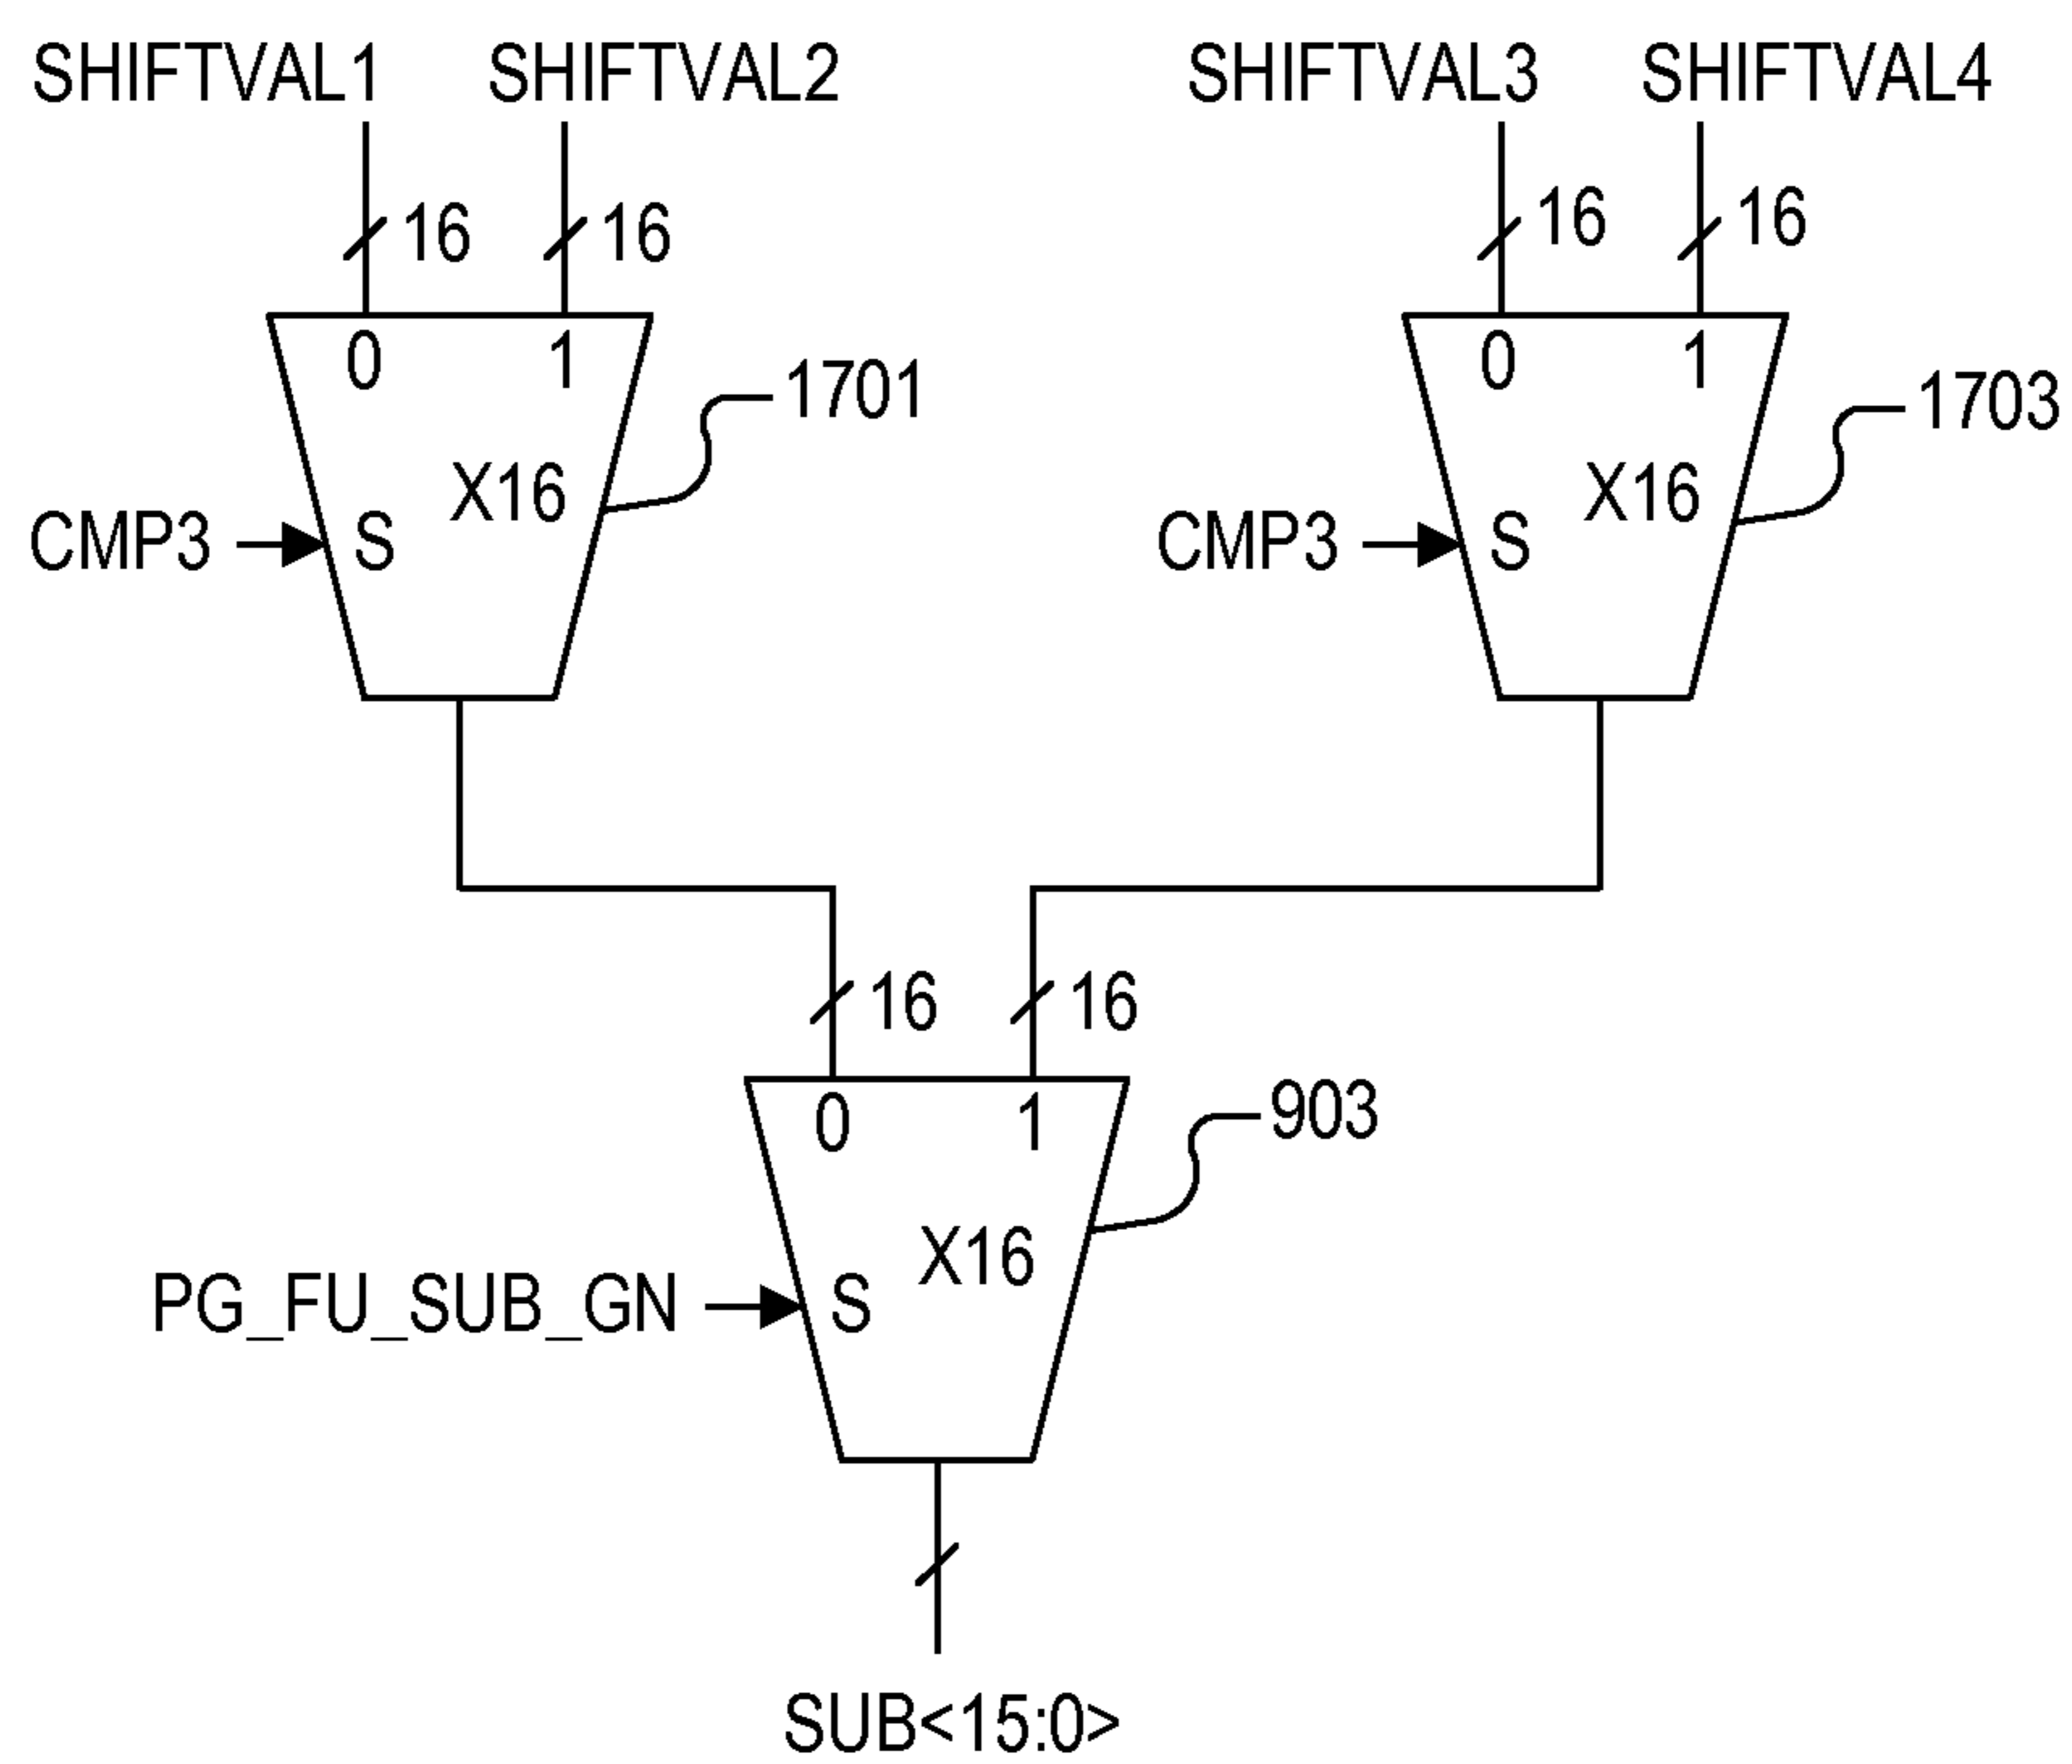 SHIFTVAL1 SHIFTVAL2 SHIFTVAL3 SHIFTVAL4
16 16 16 16
0 1 0 1
1701 1703
X16 X16
CMP3 S CMP3 S
16 16
0 1
903
X16
PG_FU_SUB_GN S
SUB<15:0>